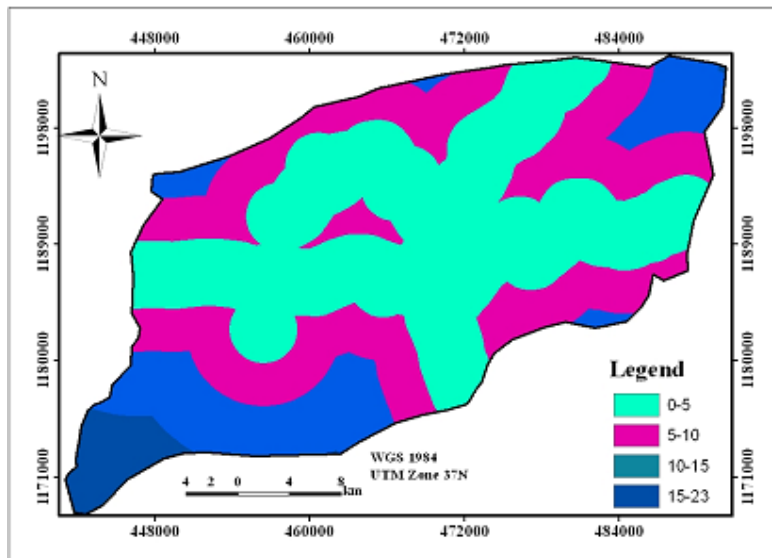 448000 460000 472000 484000
N
1198000 1198000
1189000 1189000
1180000 1180000
1171000 1171000
Legend
0-5
5-10
10-15
15-23
WGS 1984
UTM Zone 37N
4 2 0 4 8
km
448000 460000 472000 484000